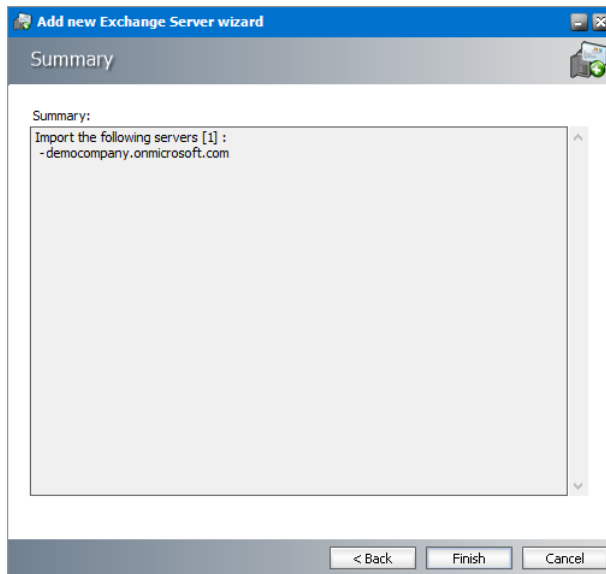 Add new Exchange Server wizard
Summary
Summary:
Import the following servers [1] :
-democompany.onmicrosoft.com
< Back Finish Cancel